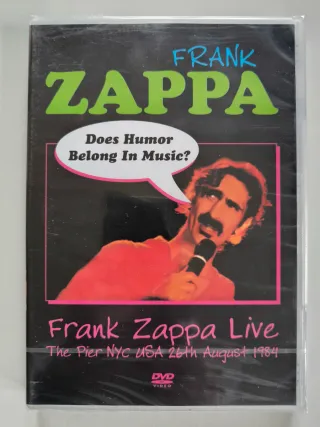 FRANK
ZAPPA
Does Humor
Belong In Music?
Frank Zappa Live
The Pier NYC USA 26th August 1984
DVD
VIDEO